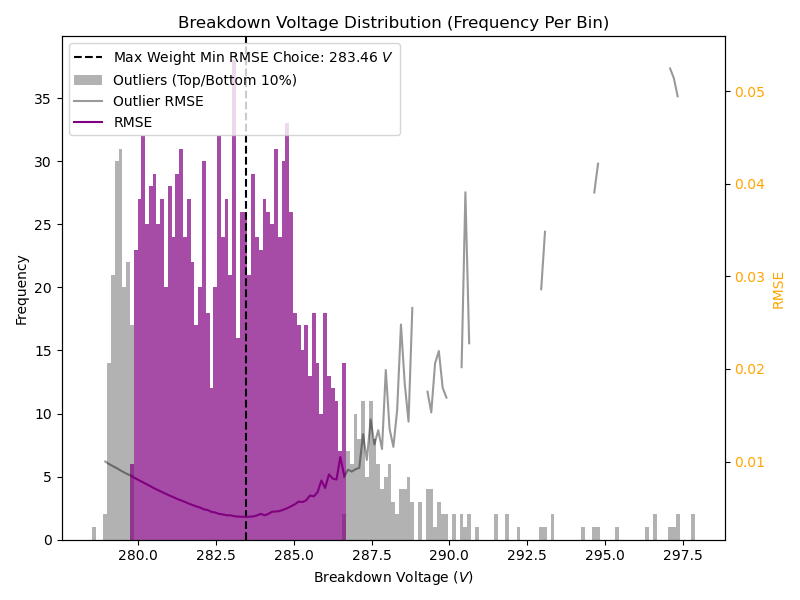 Breakdown Voltage Distribution (Frequency Per Bin)
Max Weight Min RMSE Choice: 283.46 V
Outliers (Top/Bottom 10%)
Outlier RMSE
RMSE
35
30
25
20
15
10
5
0
Frequency
0.05
0.04
0.03
0.02
0.01
RMSE
280.0 282.5 285.0 287.5 290.0 292.5 295.0 297.5
Breakdown Voltage (V)